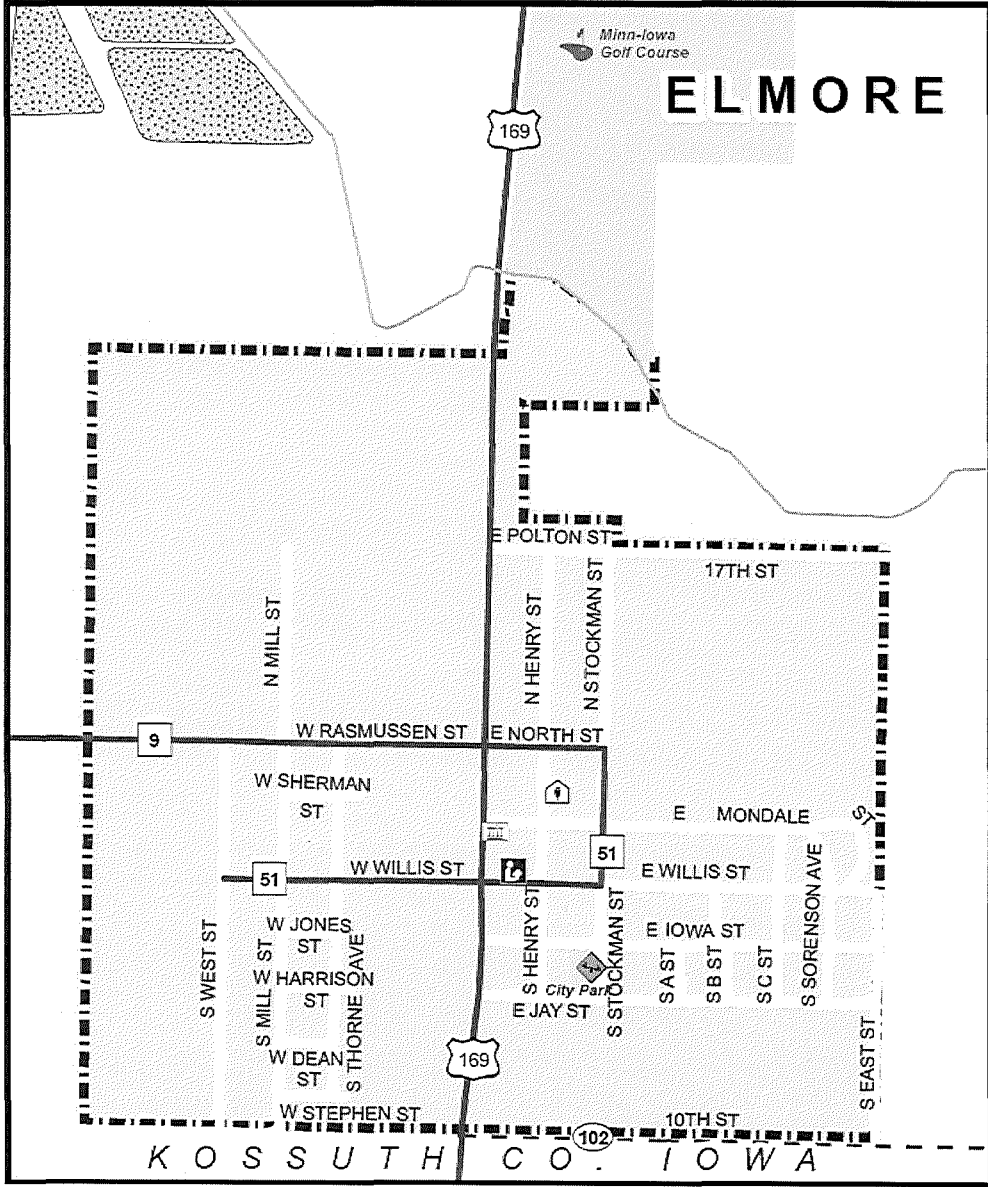 Minn-Iowa
Golf Course
ELMORE
169
E POLTON ST
17TH ST
N MILL ST
N HENRY ST
N STOCKMAN ST
9
W RASMUSSEN ST
E NORTH ST
W SHERMAN
ST
E MONDALE ST
51
W WILLIS ST
51
E WILLIS ST
S SORENSON AVE
W JONES
ST
E IOWA ST
S WEST ST
S MILL ST
W HARRISON
ST
S THORNE AVE
S HENRY ST
City Park
S STOCKMAN ST
S A ST
S B ST
S C ST
E JAY ST
W DEAN
ST
169
S EAST ST
W STEPHEN ST
10TH ST
102
KOSSUTH CO. IOWA